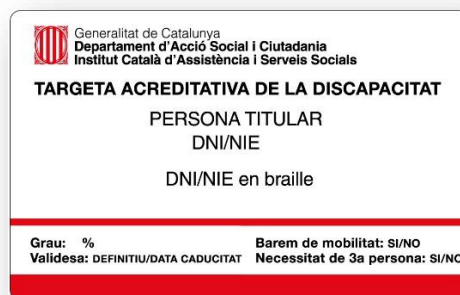 Generalitat de Catalunya
Departament d'Acció Social i Ciutadania
Institut Català d'Assistència i Serveis Socials
TARGETA ACREDITATIVA DE LA DISCAPACITAT
PERSONA TITULAR
DNI/NIE
DNI/NIE en braille
Grau: % Barem de mobilitat: SI/NO
Validesa: DEFINITIU/DATA CADUCITAT Necessitat de 3a persona: SI/NO